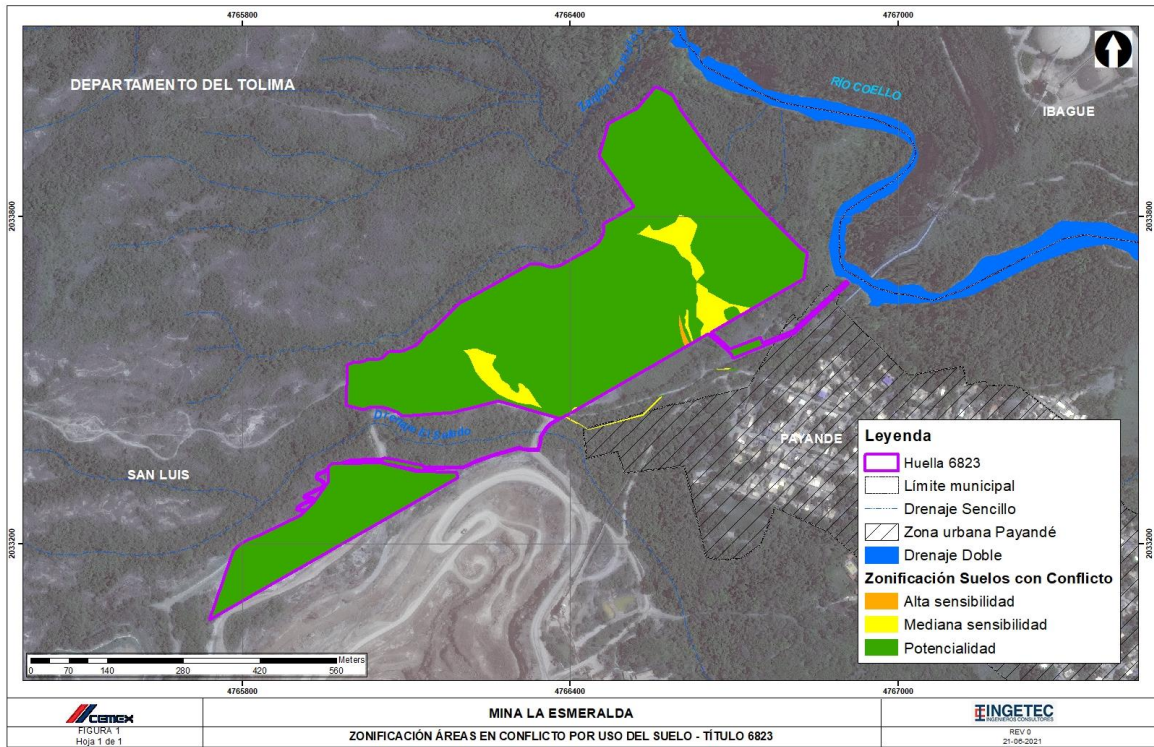 4765800
4766400
4767000
DEPARTAMENTO DEL TOLIMA
RÍO COELLO
IBAGUE
2033800
2033800
SAN LUIS
PAYANDE
2033200
2033200
Leyenda
Huella 6823
Límite municipal
Drenaje Sencillo
Zona urbana Payandé
Drenaje Doble
Zonificación Suelos con Conflicto
Alta sensibilidad
Mediana sensibilidad
Potencialidad
Meters
0 70 140 280 420 560
4765800
4766400
4767000
CEMEX
FIGURA 1
Hoja 1 de 1
MINA LA ESMERALDA
ZONIFICACIÓN ÁREAS EN CONFLICTO POR USO DEL SUELO - TÍTULO 6823
INGETEC
INGENIEROS CONSULTORES
REV 0
21-06-2021